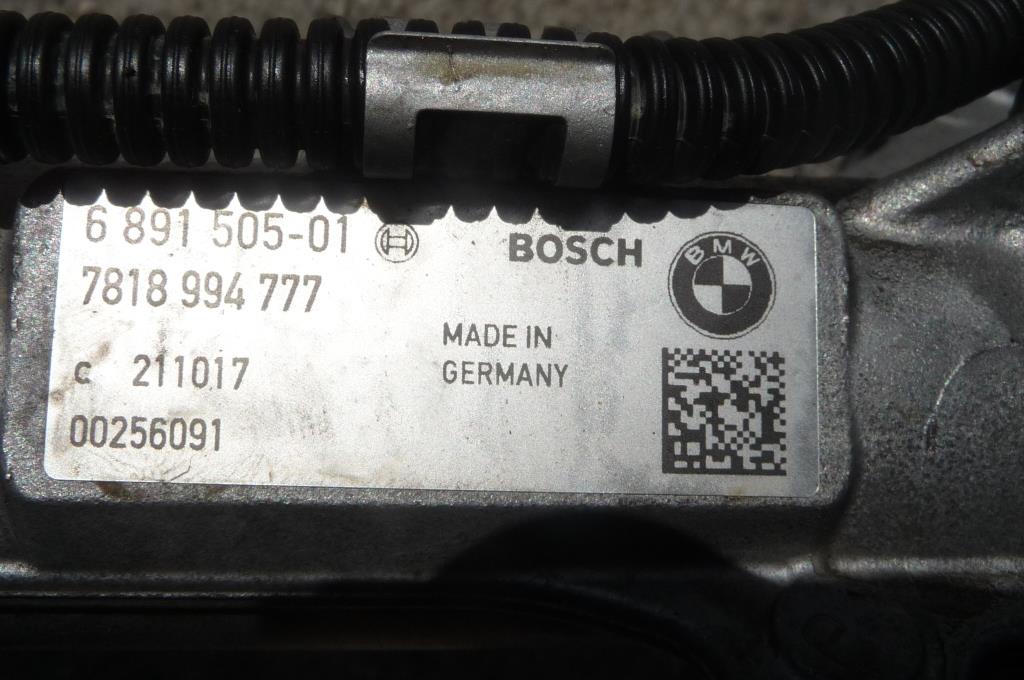 6 891 505-01
BOSCH
BMW
7818 994 777
MADE IN
GERMANY
c 211017
00256091